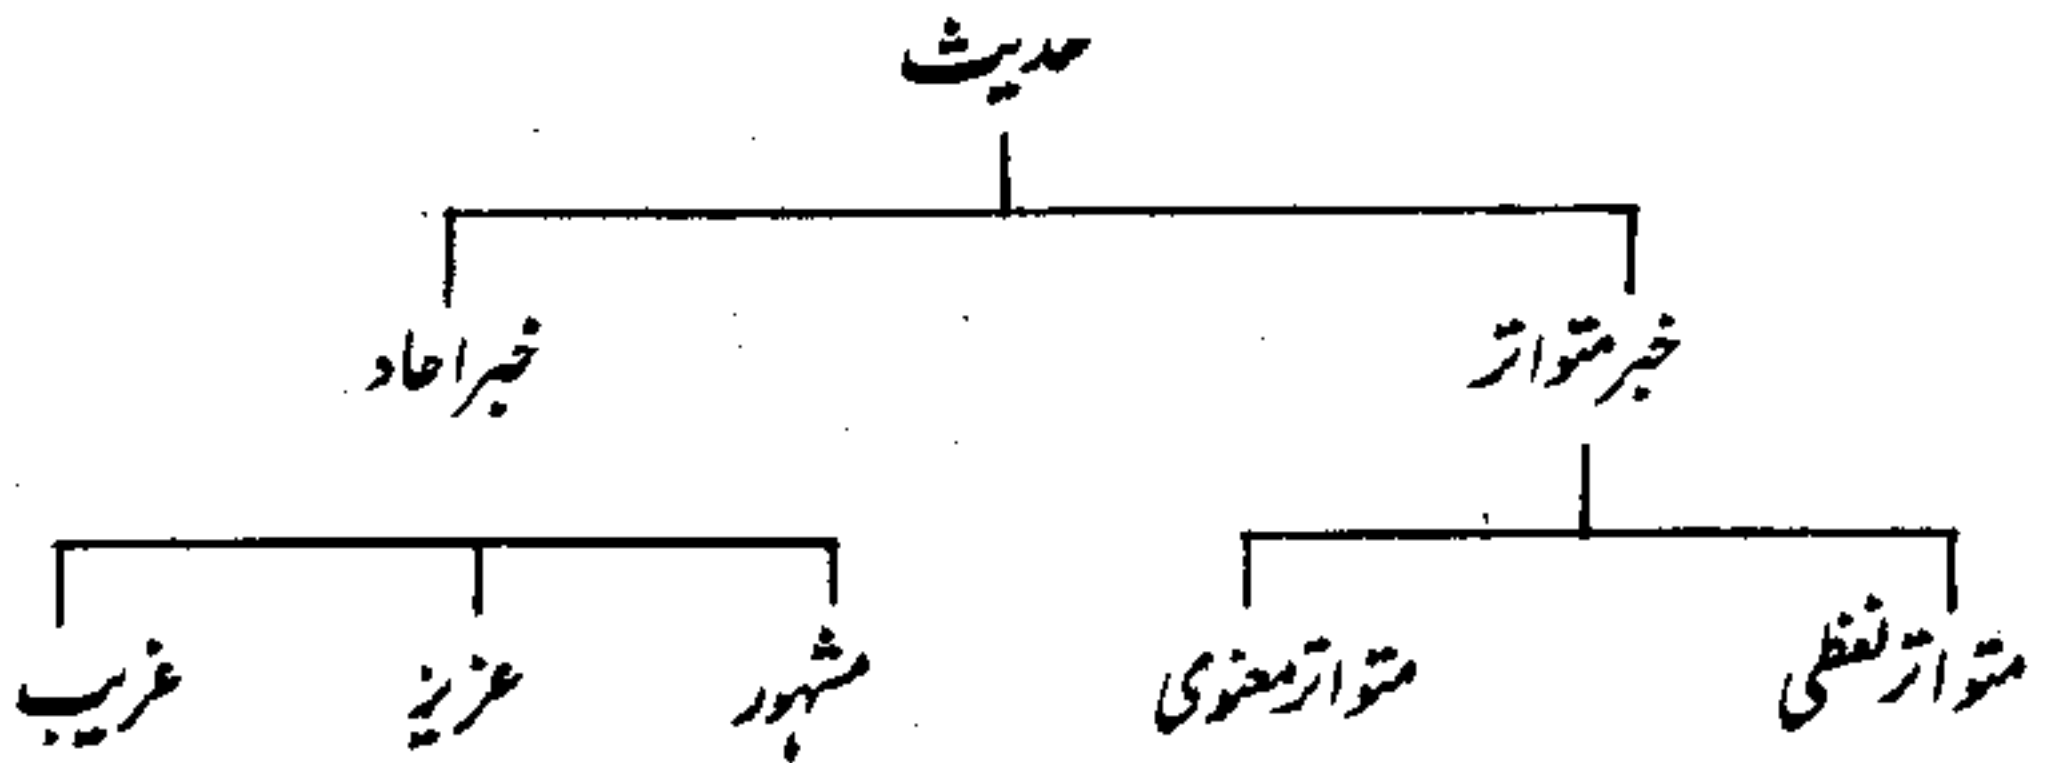 حدیث
خبر متواتر خبر احاد
متواتر لفظی متواتر معنوی مشہور عزیز غریب